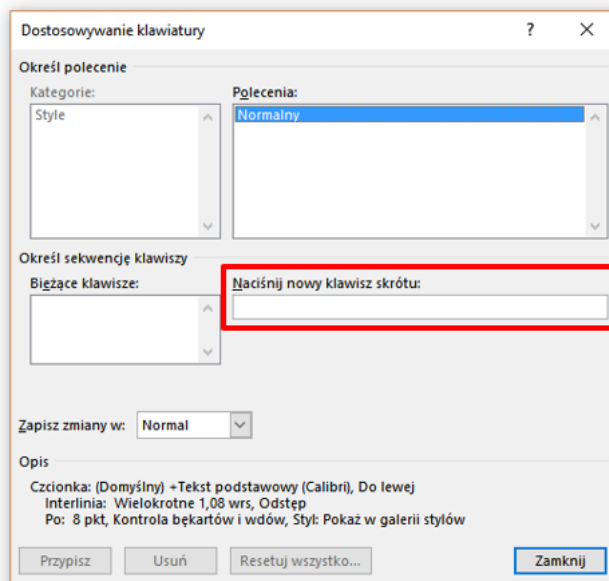 Dostosowywanie klawiatury
Określ polecenie
Kategorie: Polecenia:
Style Normalny
Określ sekwencję klawiszy
Bieżące klawisze: Naciśnij nowy klawisz skrótu:
Zapisz zmiany w: Normal
Opis
Czcionka: (Domyślny) +Tekst podstawowy (Calibri), Do lewej
Interlinia: Wielokrotne 1,08 wrs, Odstęp
Po: 8 pkt, Kontrola bękartów i wdów, Styl: Pokaż w galerii stylów
Przypisz Usuń Resetuj wszystko... Zamknij